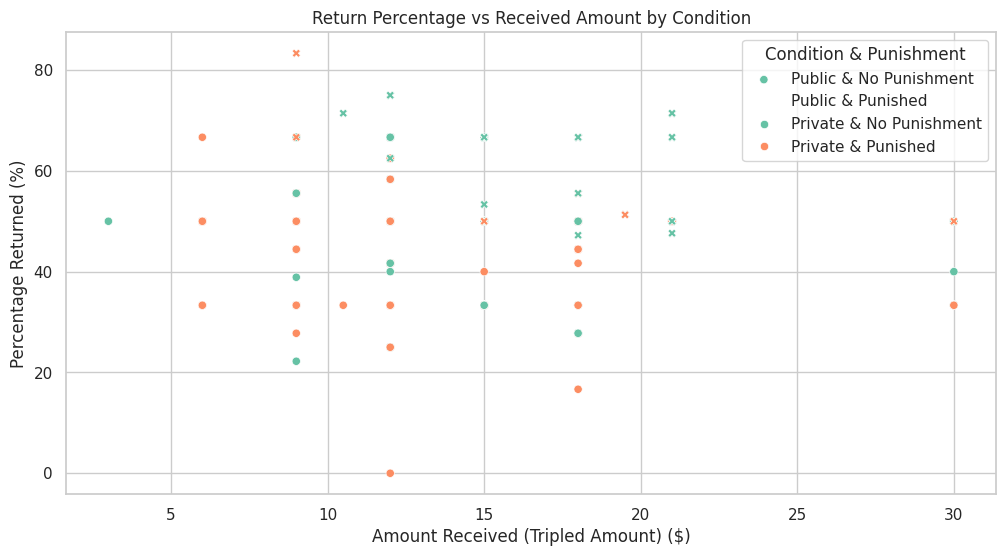 Return Percentage vs Received Amount by Condition
Percentage Returned (%)
80
60
40
20
0
Condition & Punishment
Public & No Punishment
Public & Punished
Private & No Punishment
Private & Punished
5
10
15
20
25
30
Amount Received (Tripled Amount) ($)